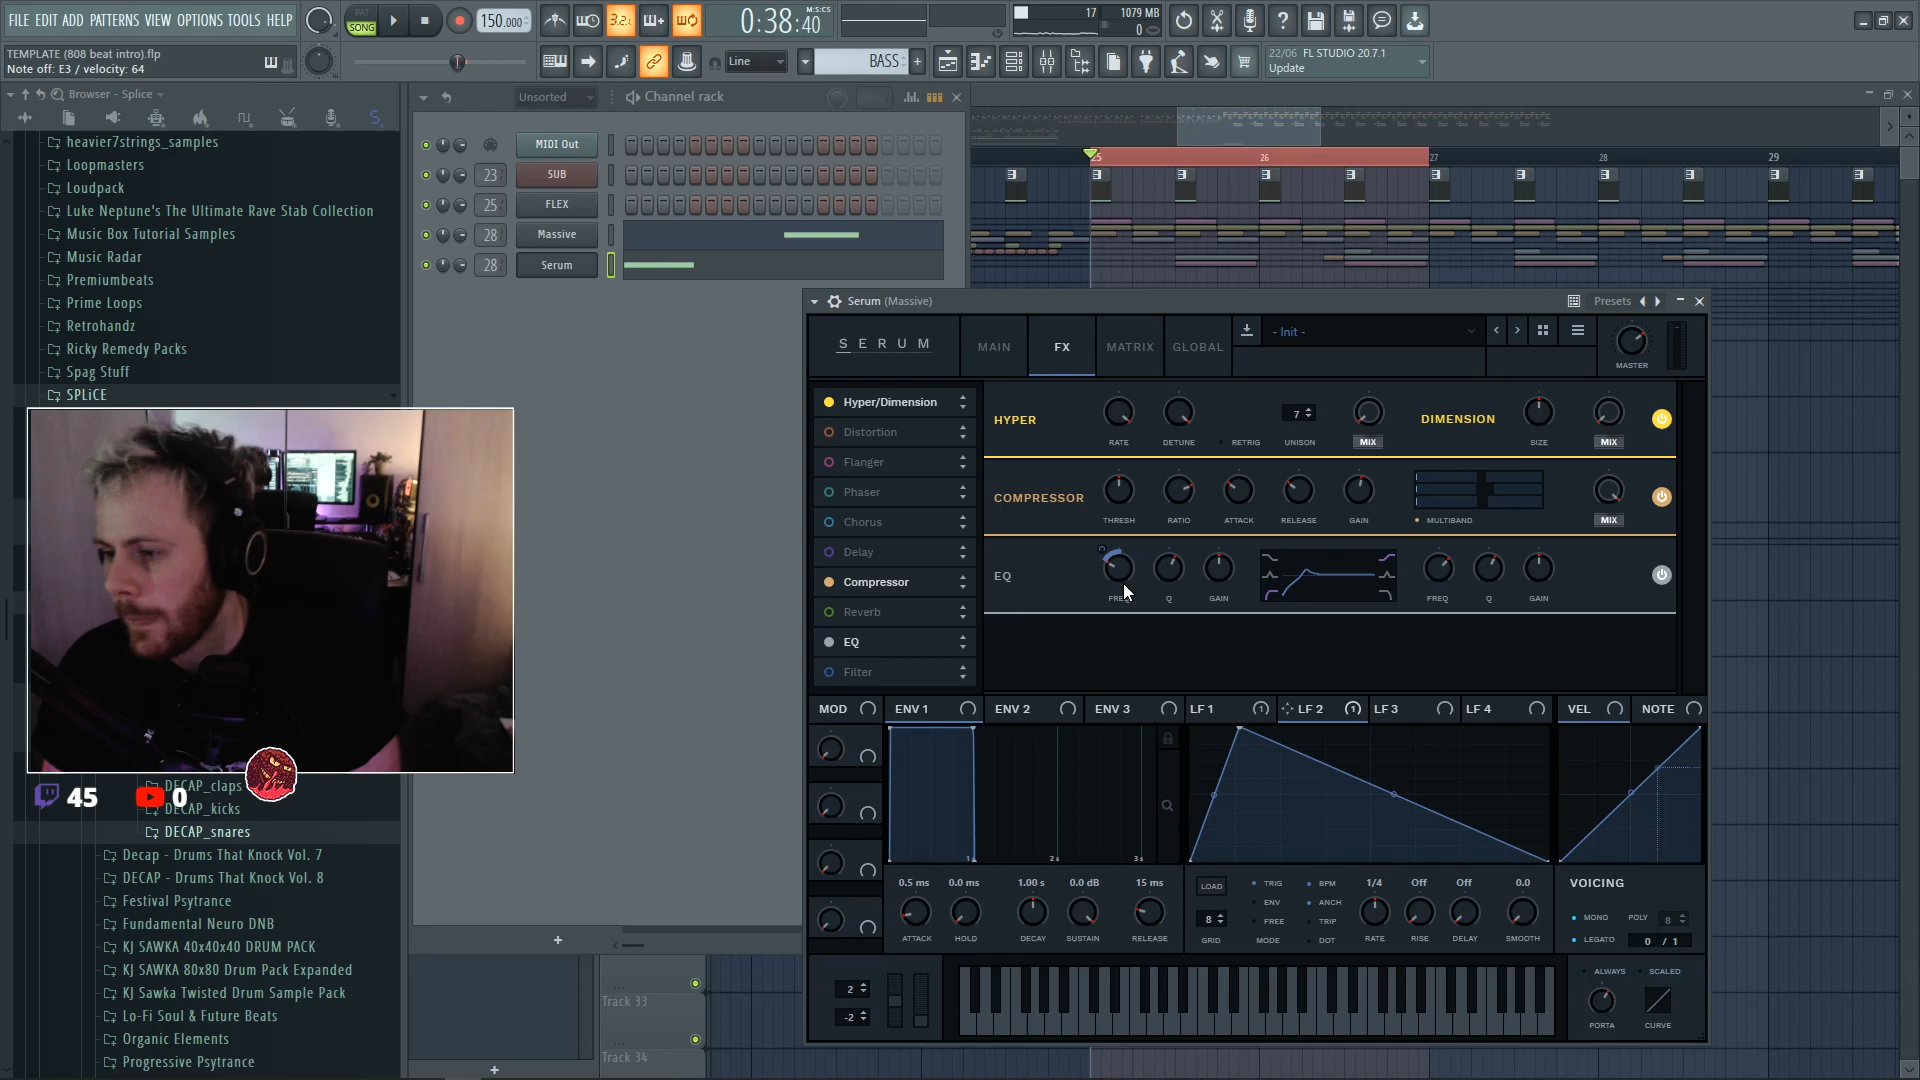 FILE EDIT ADD PATTERNS VIEW OPTIONS TOOLS HELP
PAT
SONG
150.000
3.2.
0:38:40
M:S:CS
17
1079 MB
0
TEMPLATE (808 beat intro).flp
Note off: E3 / velocity: 64
Line
BASS
22/06 FL STUDIO 20.7.1
Update
Browser - Splice
Unsorted
Channel rack
heavier7strings_samples
Loopmasters
Loudpack
Luke Neptune's The Ultimate Rave Stab Collection
Music Box Tutorial Samples
Music Radar
Premiumbeats
Prime Loops
Retrohandz
Ricky Remedy Packs
Spag Stuff
SPLiCE
DECAP_claps
DECAP_kicks
DECAP_snares
Decap - Drums That Knock Vol. 7
DECAP - Drums That Knock Vol. 8
Festival Psytrance
Fundamental Neuro DNB
KJ SAWKA 40x40x40 DRUM PACK
KJ SAWKA 80x80 Drum Pack Expanded
KJ Sawka Twisted Drum Sample Pack
Lo-Fi Soul & Future Beats
Organic Elements
Progressive Psytrance
45
0
MIDI Out
23 SUB
25 FLEX
28 Massive
28 Serum
25 26 27 28 29
Track 33
Track 34
Serum (Massive)
Presets
SERUM
MAIN
FX
MATRIX
GLOBAL
- Init -
MASTER
Hyper/Dimension
Distortion
Flanger
Phaser
Chorus
Delay
Compressor
Reverb
EQ
Filter
HYPER
RATE
DETUNE
RETRIG
7
UNISON
MIX
DIMENSION
SIZE
MIX
COMPRESSOR
THRESH
RATIO
ATTACK
RELEASE
GAIN
MULTIBAND
MIX
EQ
FREQ
Q
GAIN
FREQ
Q
GAIN
MOD
ENV 1
ENV 2
ENV 3
LF 1
LF 2
LF 3
LF 4
VEL
NOTE
1
2 s
3 s
0.5 ms
0.0 ms
1.00 s
0.0 dB
15 ms
ATTACK
HOLD
DECAY
SUSTAIN
RELEASE
LOAD
8
GRID
TRIG
ENV
FREE
MODE
BPM
ANCH
TRIP
DOT
1/4
Off
Off
0.0
RATE
RISE
DELAY
SMOOTH
VOICING
MONO
POLY
8
LEGATO
0 / 1
2
-2
ALWAYS
SCALED
PORTA
CURVE